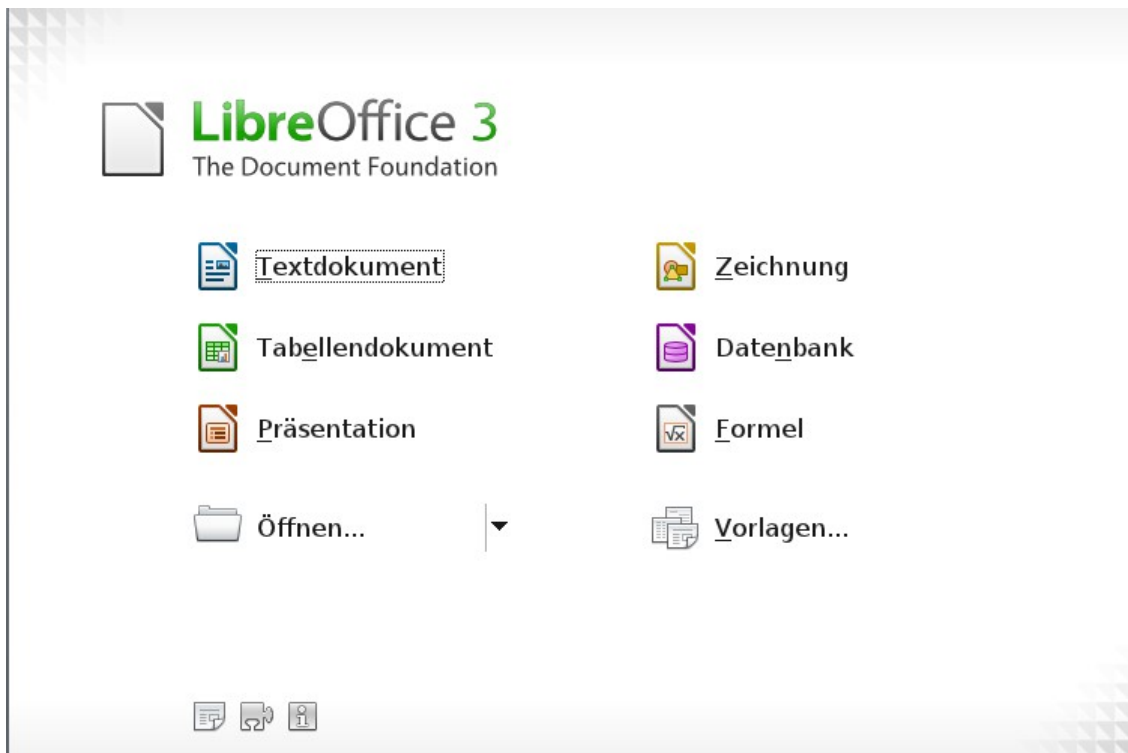 LibreOffice 3
The Document Foundation
Textdokument
Zeichnung
Tabellendokument
Datenbank
Präsentation
Formel
Öffnen...
Vorlagen...